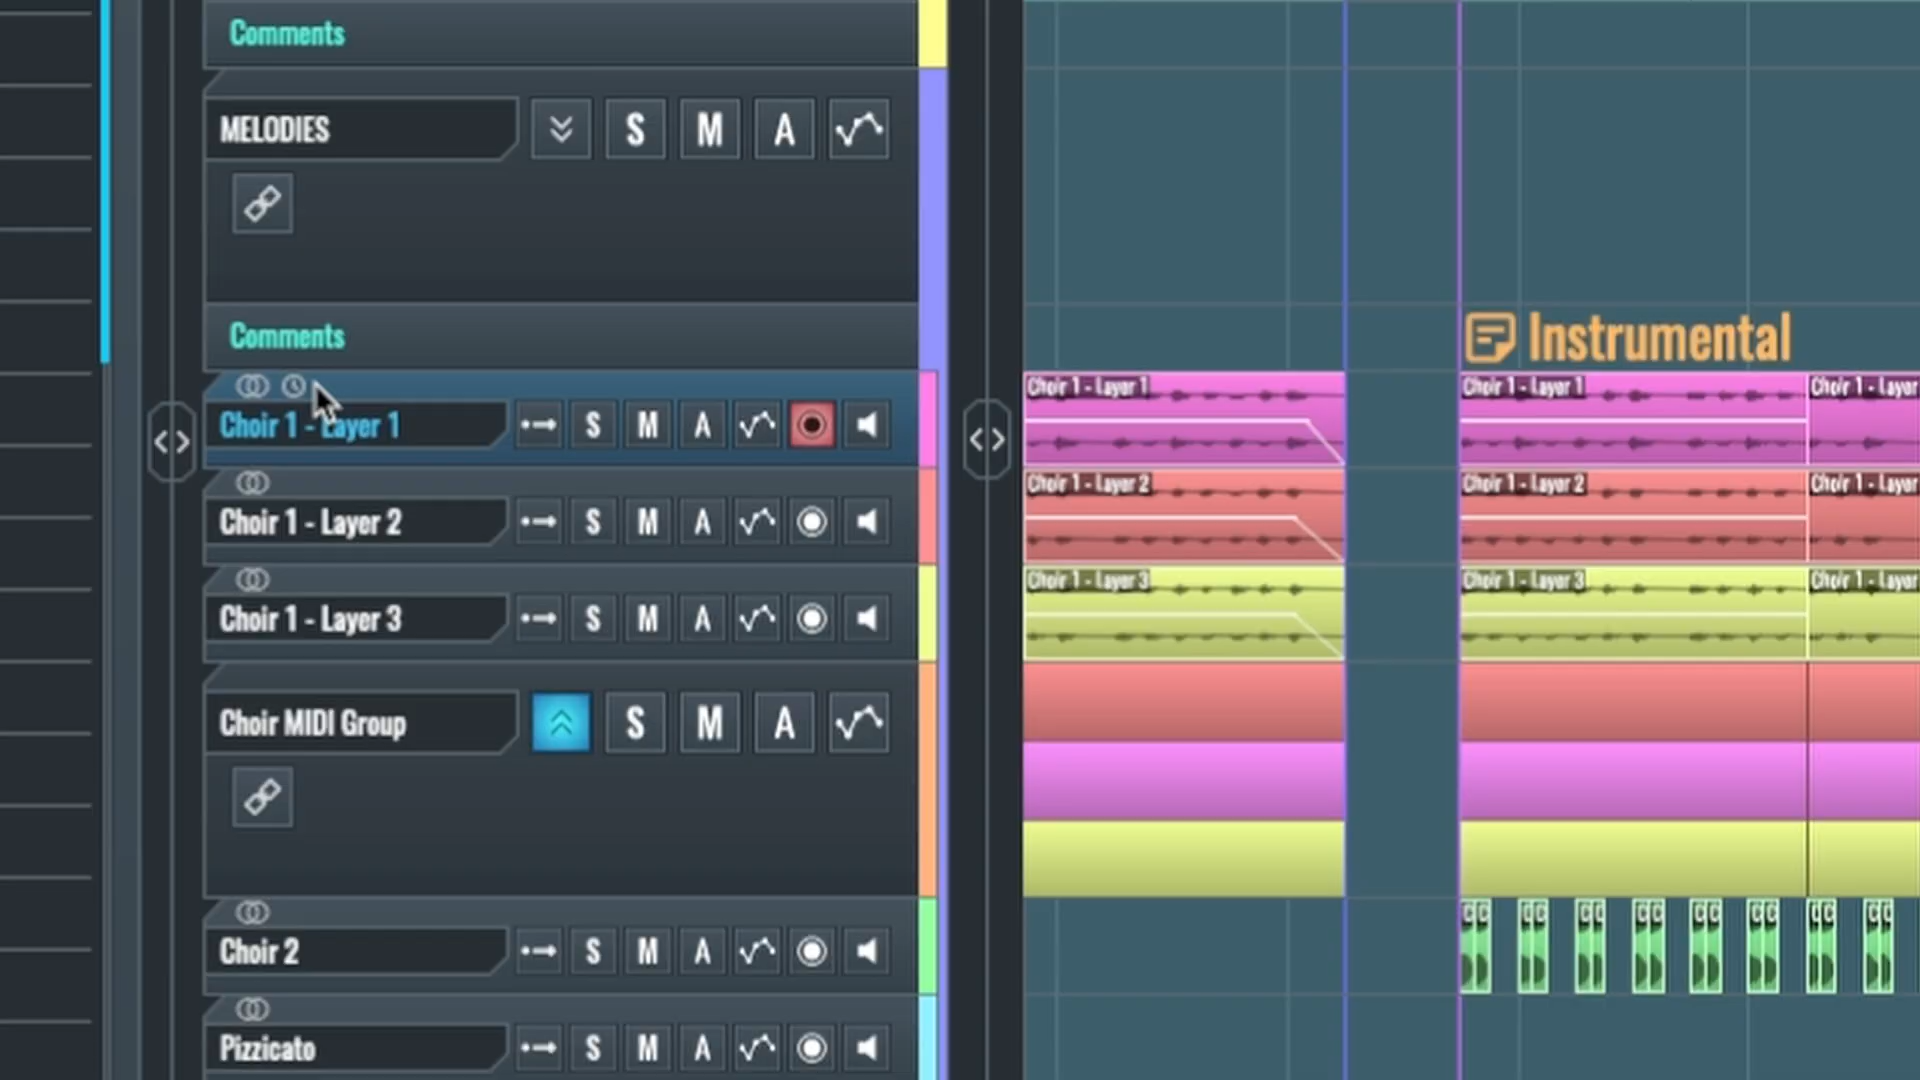 Comments
MELODIES S M A
Comments
Instrumental
Choir 1 - Layer 1 S M A
Choir 1 - Layer 1 Choir 1 - Layer 1 Choir 1 - Layer
Choir 1 - Layer 2 S M A
Choir 1 - Layer 2 Choir 1 - Layer 2 Choir 1 - Layer
Choir 1 - Layer 3 S M A
Choir 1 - Layer 3 Choir 1 - Layer 3 Choir 1 - Layer
Choir MIDI Group S M A
Choir 2 S M A
C C C C C C C C C C C C C C C C
Pizzicato S M A